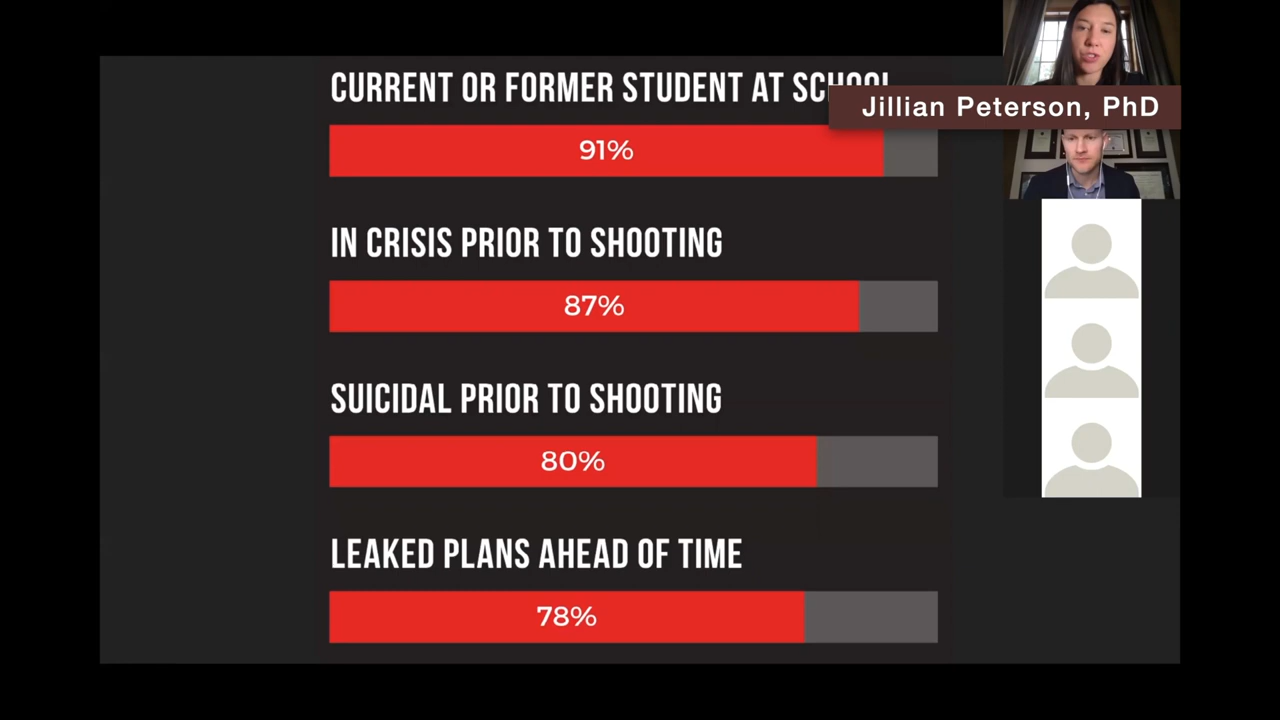 CURRENT OR FORMER STUDENT AT SCHOOL
Jillian Peterson, PhD
91%
IN CRISIS PRIOR TO SHOOTING
87%
SUICIDAL PRIOR TO SHOOTING
80%
LEAKED PLANS AHEAD OF TIME
78%